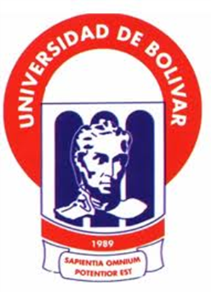 UNIVERSIDAD DE BOLIVAR
1989
SAPIENTIA OMNIUM
POTENTIOR EST